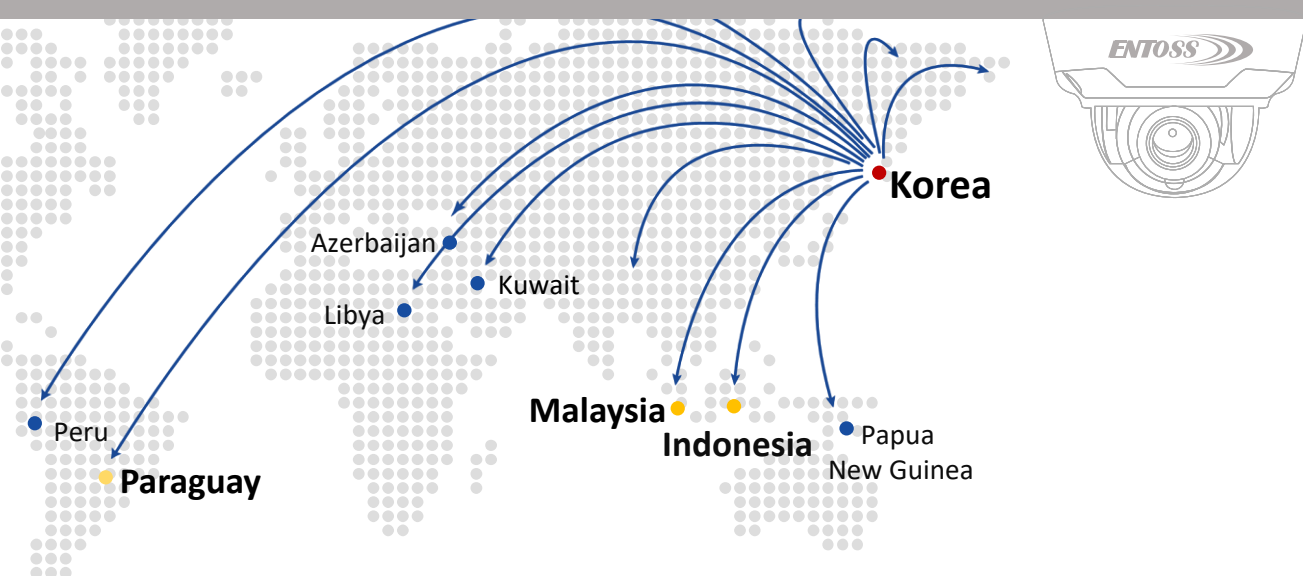 ENTOSS
Korea
Azerbaijan
Kuwait
Libya
Malaysia
Indonesia
Peru
Papua
New Guinea
Paraguay